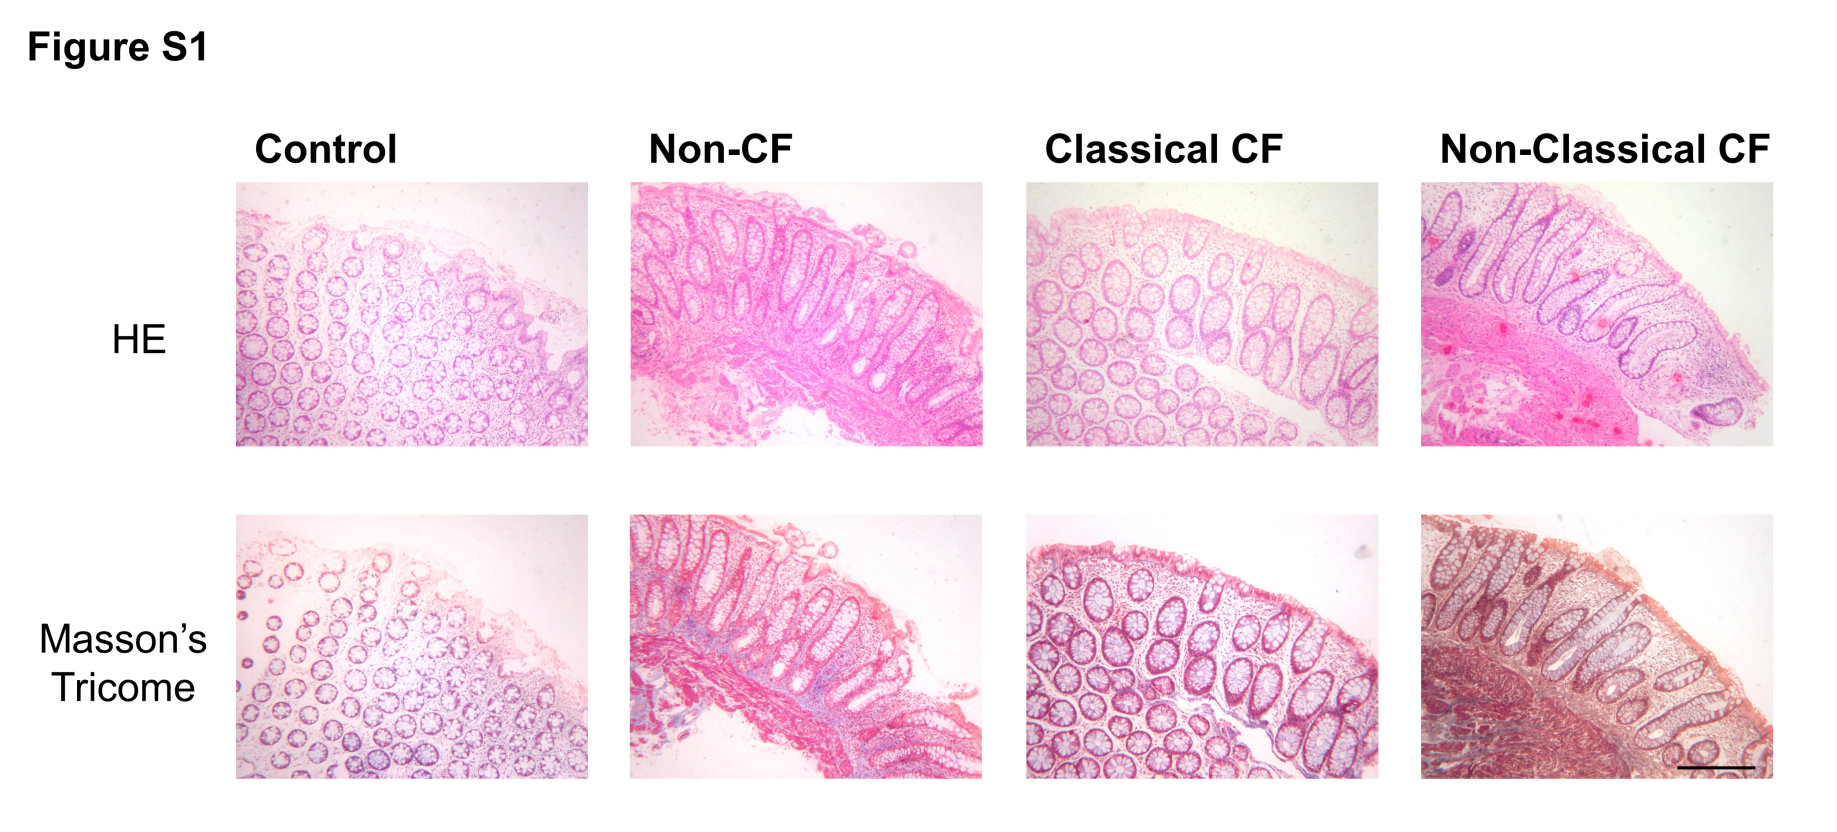 Figure S1
Control
Non-CF
Classical CF
Non-Classical CF
HE
Masson’s
Tricome